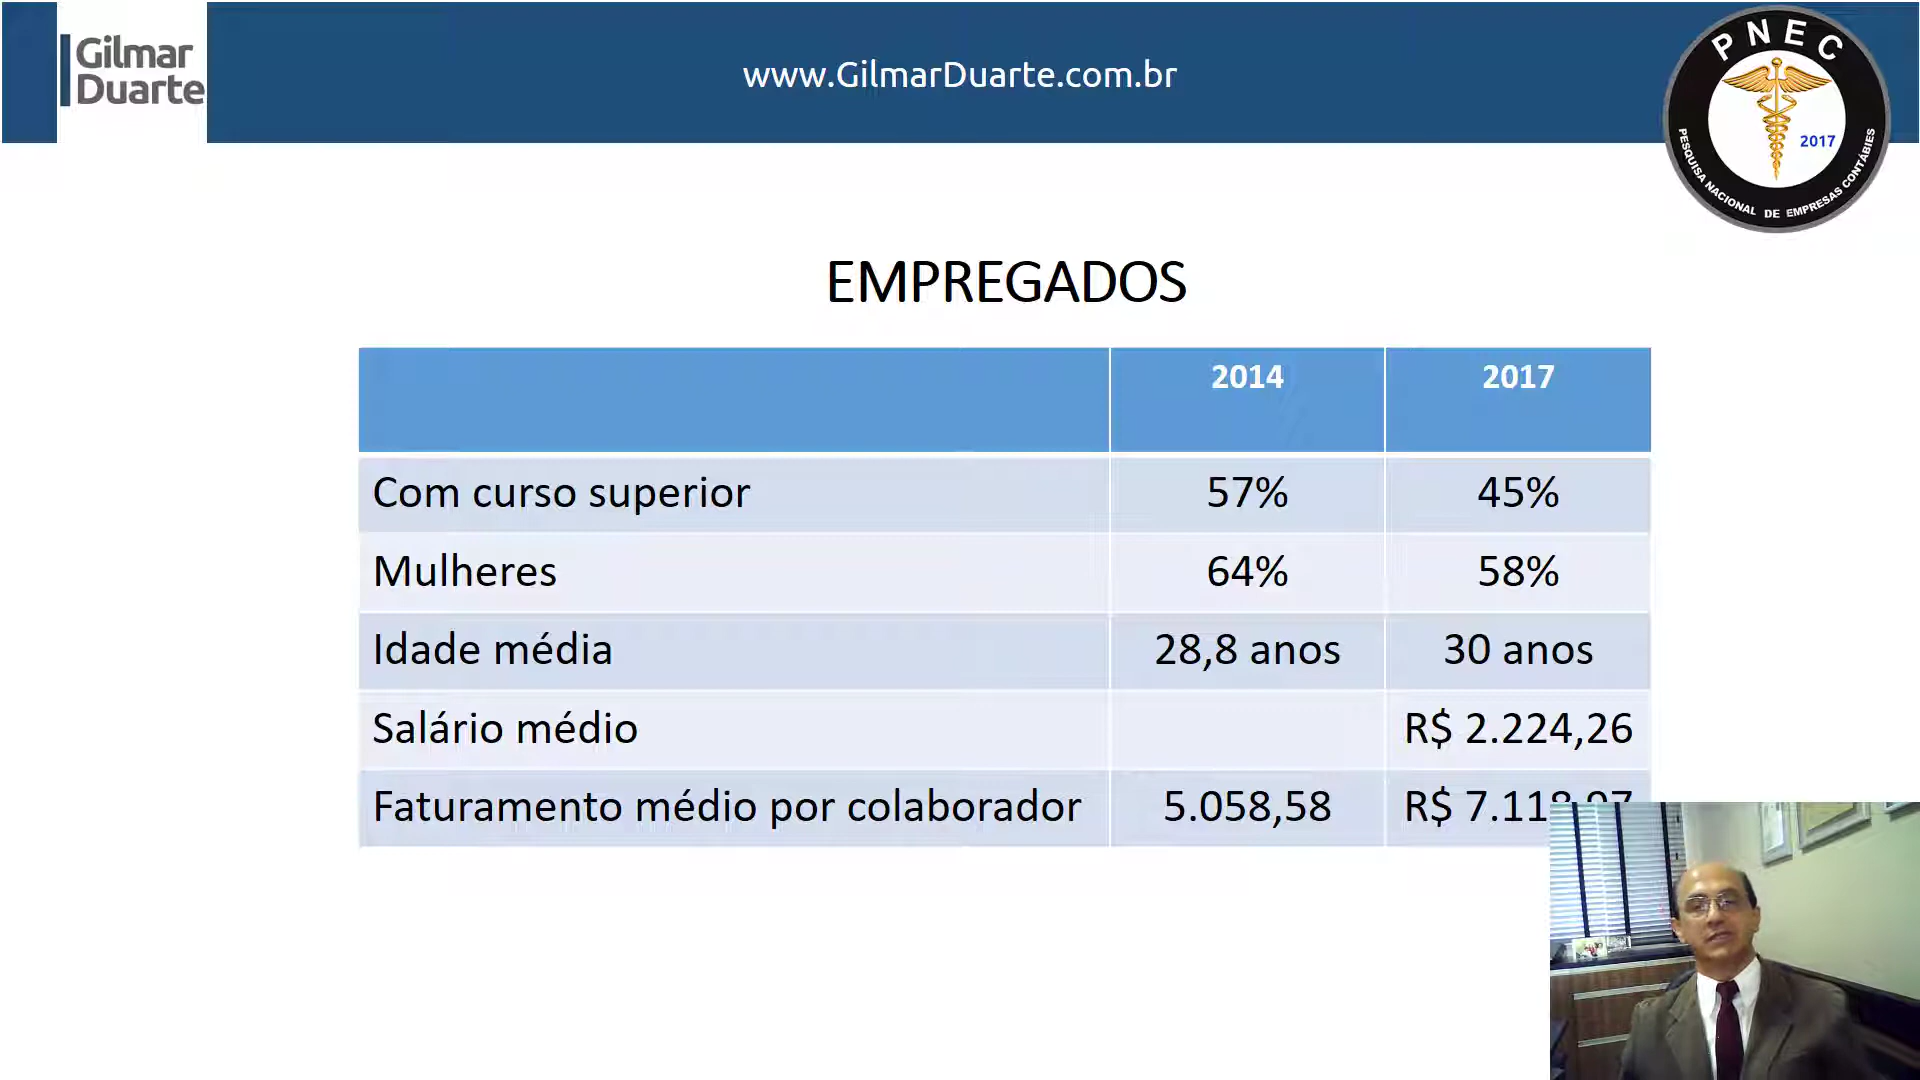 Gilmar
Duarte
www.GilmarDuarte.com.br
PNEC
2017
PESQUISA NACIONAL DE EMPRESAS CONTÁBIES
EMPREGADOS
2014 2017
Com curso superior 57% 45%
Mulheres 64% 58%
Idade média 28,8 anos 30 anos
Salário médio R$ 2.224,26
Faturamento médio por colaborador 5.058,58 R$